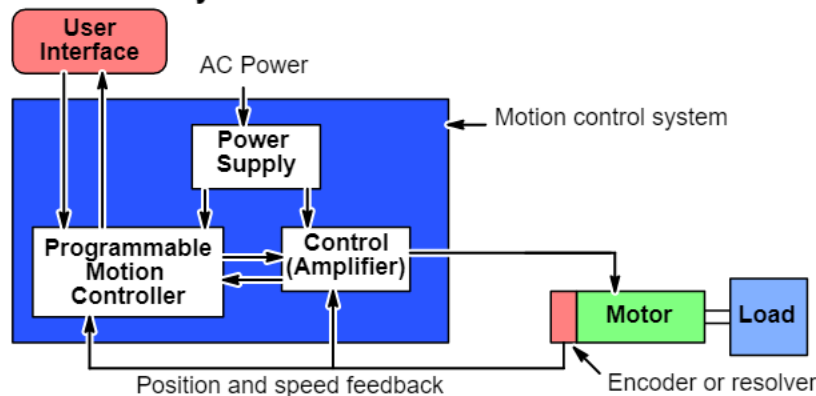 User
Interface
AC Power
Motion control system
Power
Supply
Programmable
Motion
Controller
Control
(Amplifier)
Motor
Load
Position and speed feedback
Encoder or resolver